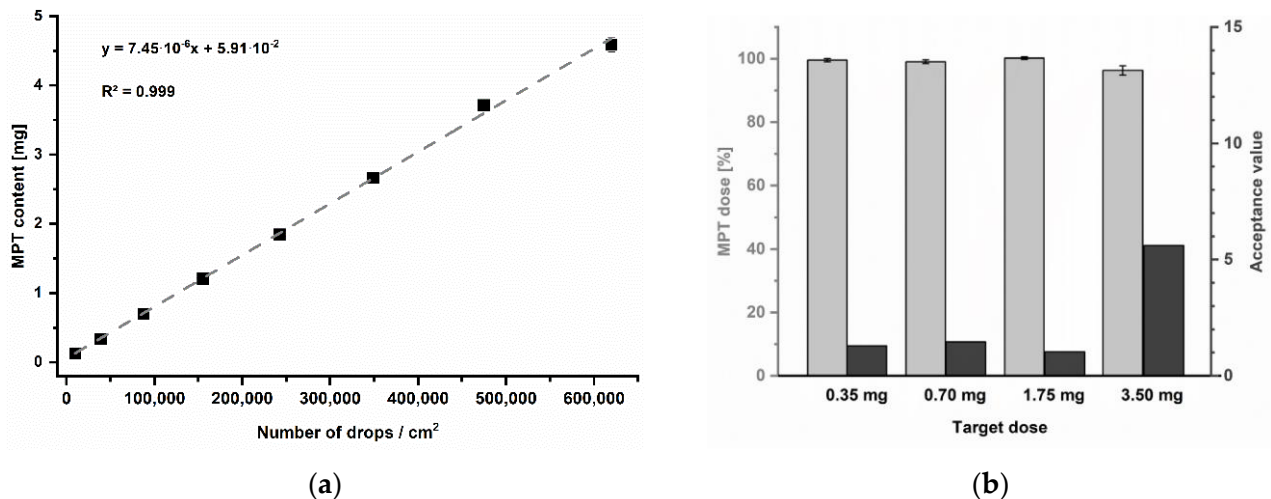 5
4
3
2
1
0
MPT content [mg]
y = 7.45·10⁻⁶x + 5.91·10⁻²
R² = 0.999
0
100,000
200,000
300,000
400,000
500,000
600,000
Number of drops / cm²
(a)
100
80
60
40
20
0
MPT dose [%]
15
10
5
0
Acceptance value
0.35 mg
0.70 mg
1.75 mg
3.50 mg
Target dose
(b)